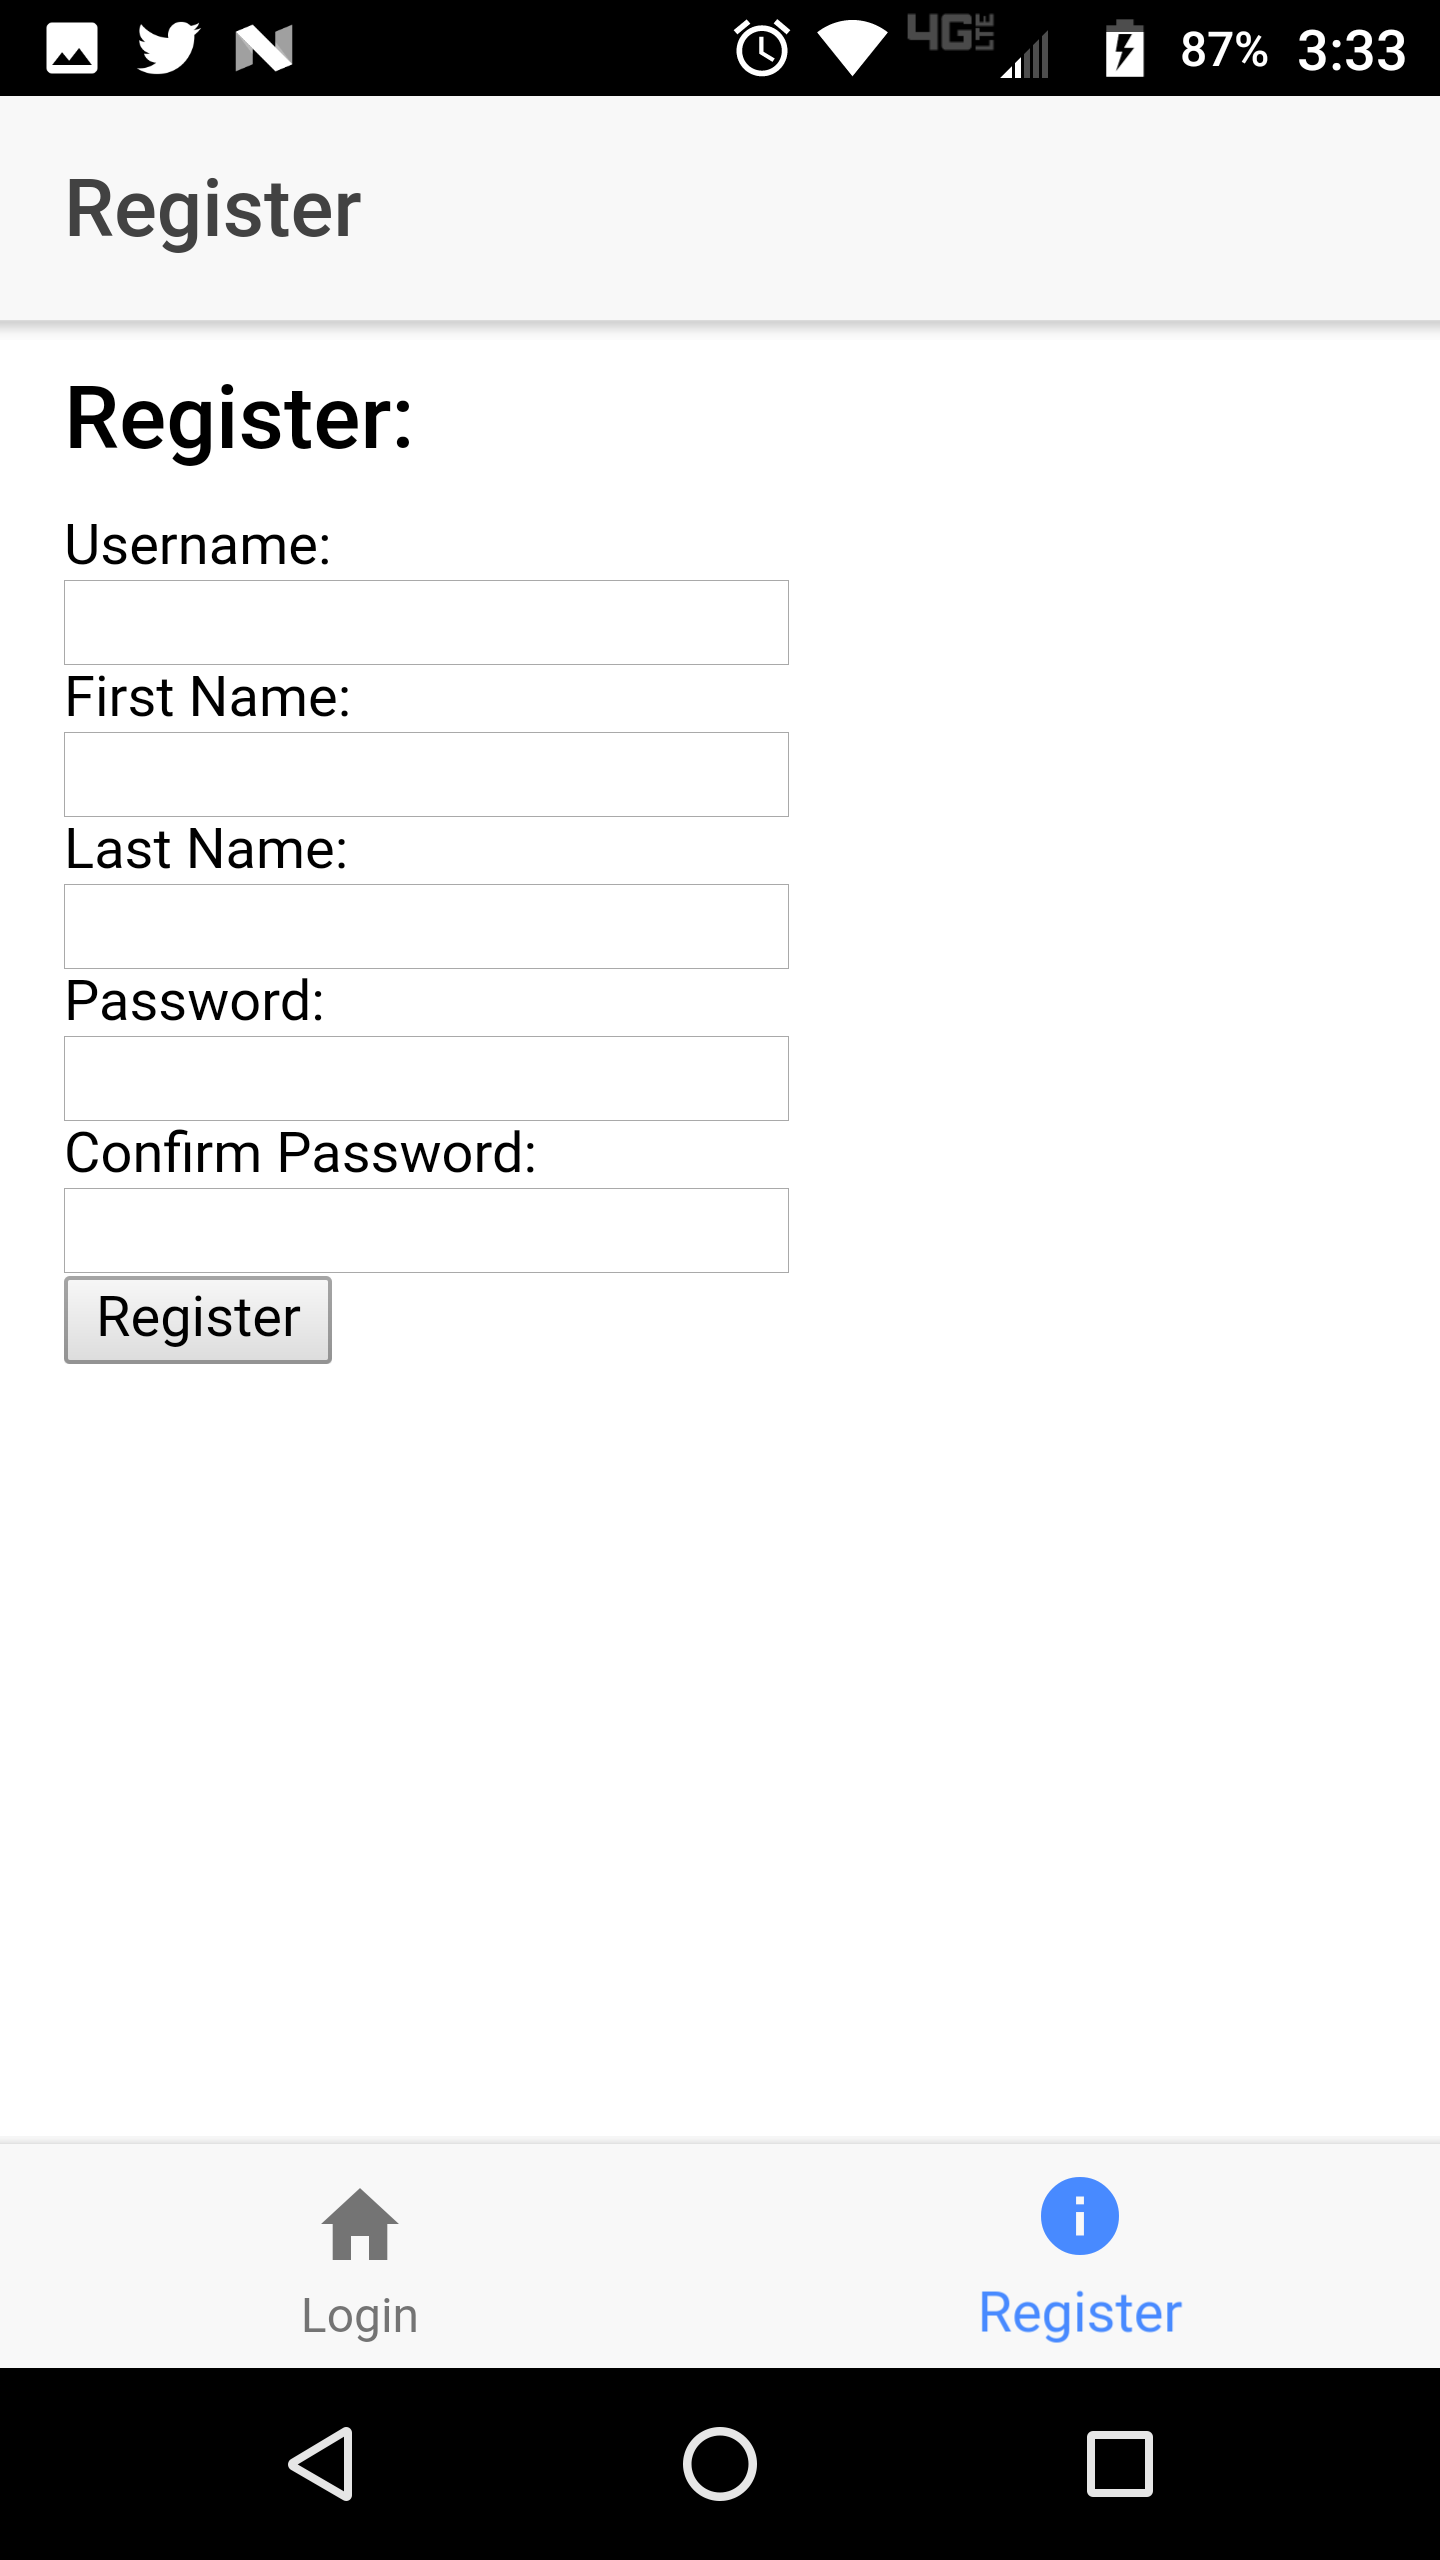 4G LTE 87% 3:33
Register
Register:
Username:
First Name:
Last Name:
Password:
Confirm Password:
Register
Login Register